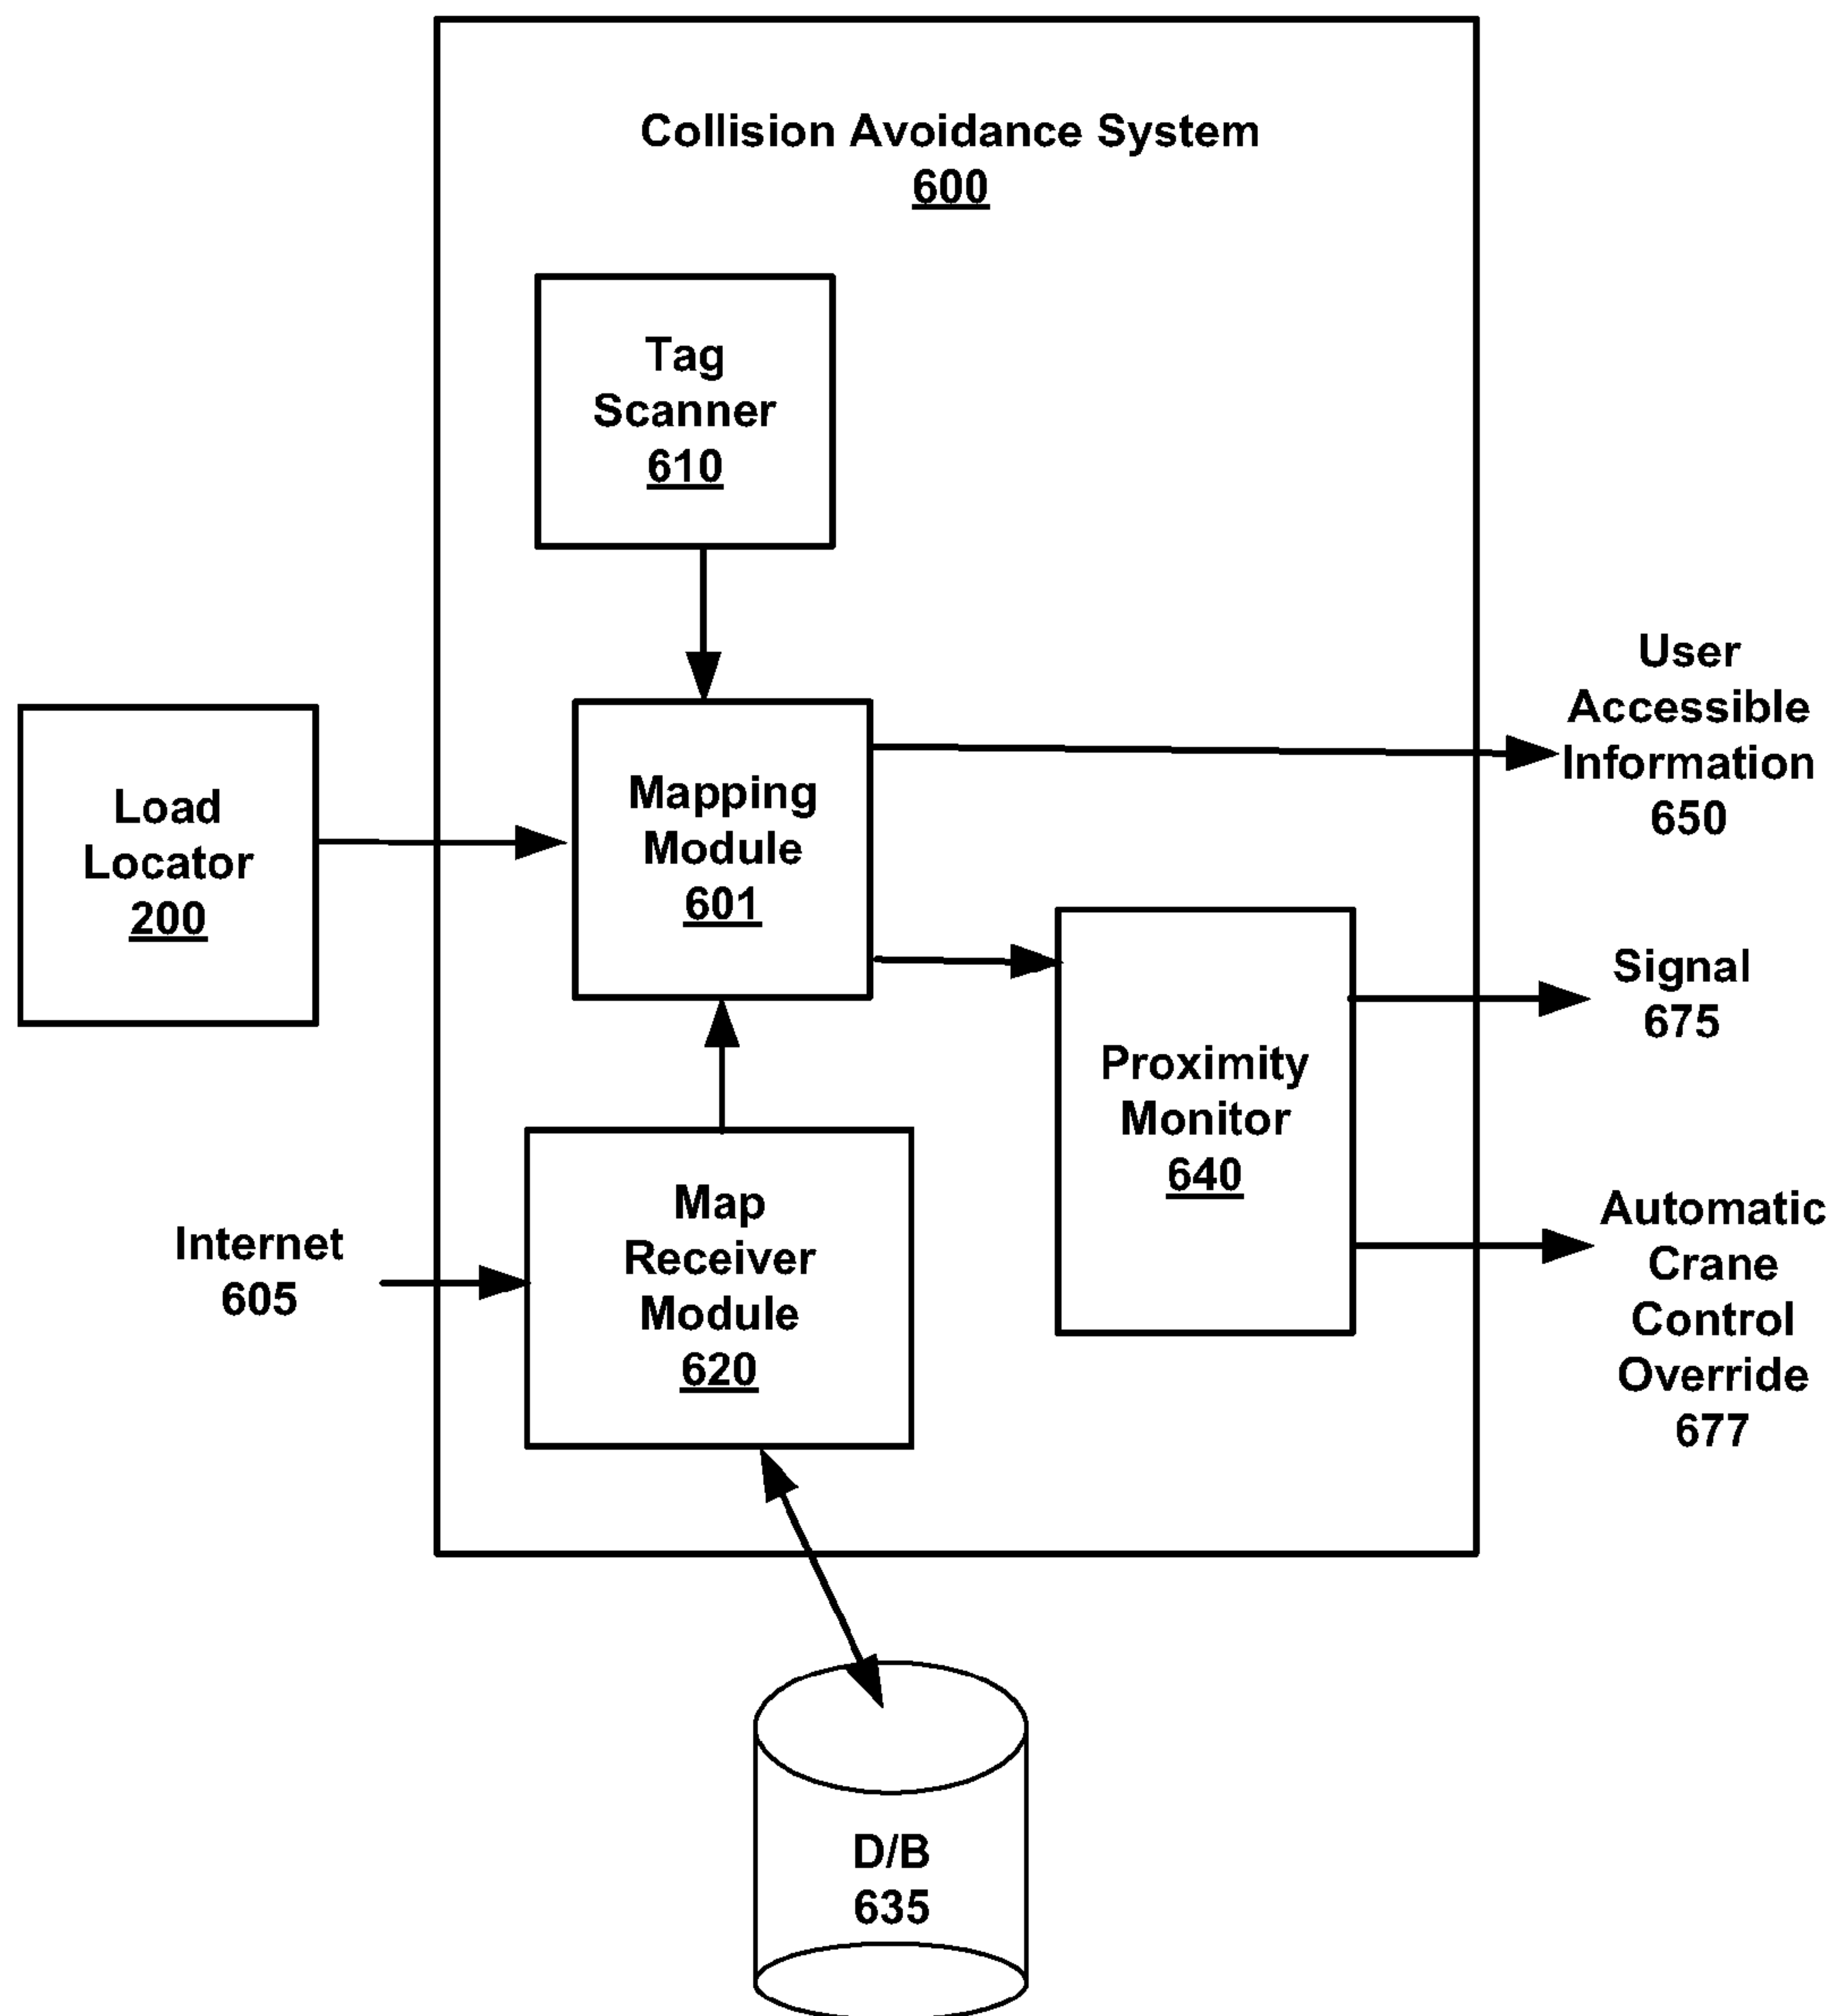 Collision Avoidance System
600
Tag
Scanner
610
Load
Locator
200
Mapping
Module
601
User
Accessible
Information
650
Proximity
Monitor
640
Signal
675
Internet
605
Map
Receiver
Module
620
Automatic
Crane
Control
Override
677
D/B
635